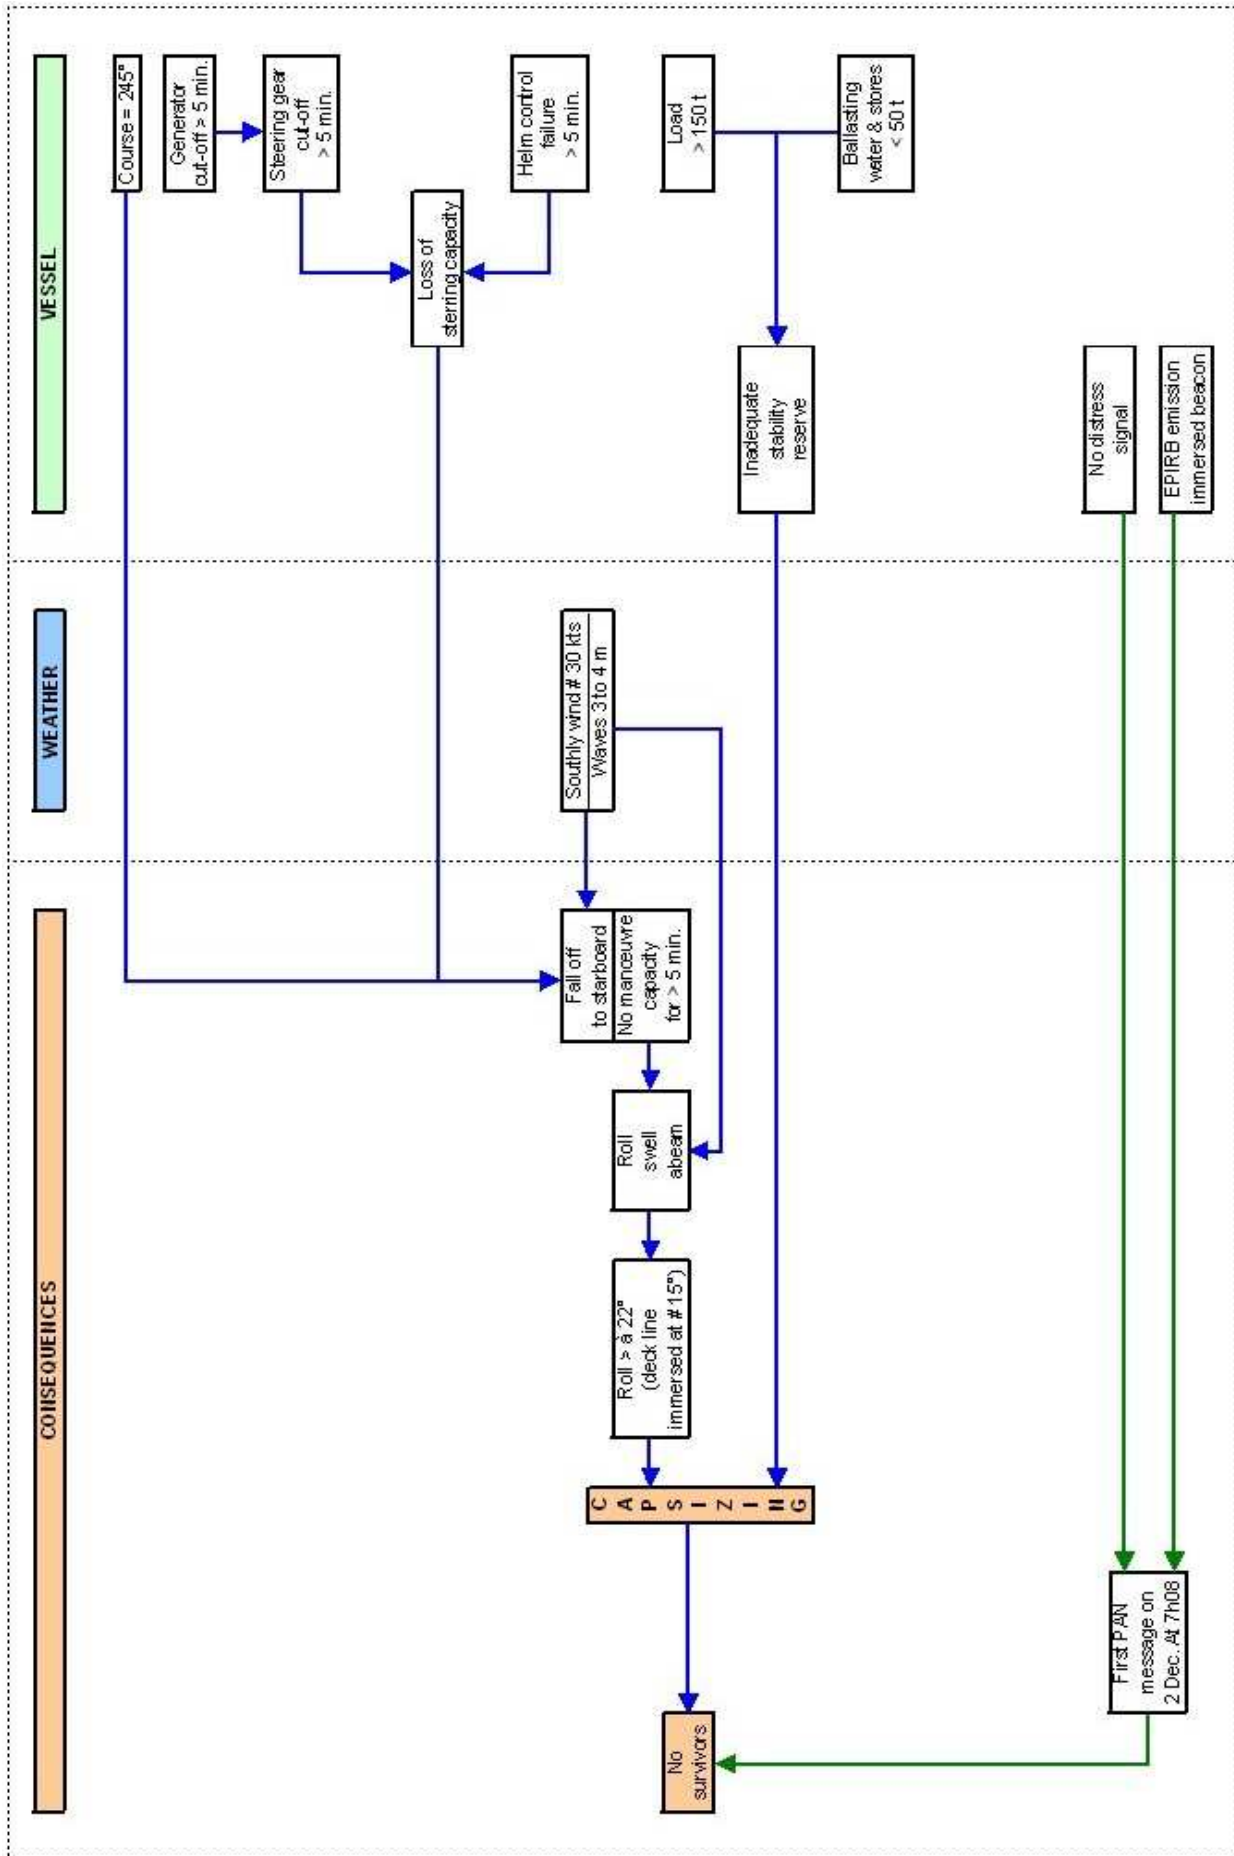 VESSEL
WEATHER
CONSEQUENCES
Course = 245°
Generator
cut-off > 5 min.
Steering gear
cut-off
> 5 min.
Loss of
sterring capacity
Helm control
failure
> 5 min.
Load
> 150 t
Ballasting
water & stores
< 50 t
Inadequate
stability
reserve
No distress
signal
EPIRB emission
immersed beacon
Southly wind # 30 kts
Waves 3 to 4 m
Fall off
to starboard
No manœuvre
capacity
for > 5 min.
Roll
swell
abeam
Roll > à 22°
(deck line
immersed at # 15°)
C
A
P
S
I
Z
I
N
G
First PAN
message on
2 Dec. At 7h08
No
survivors